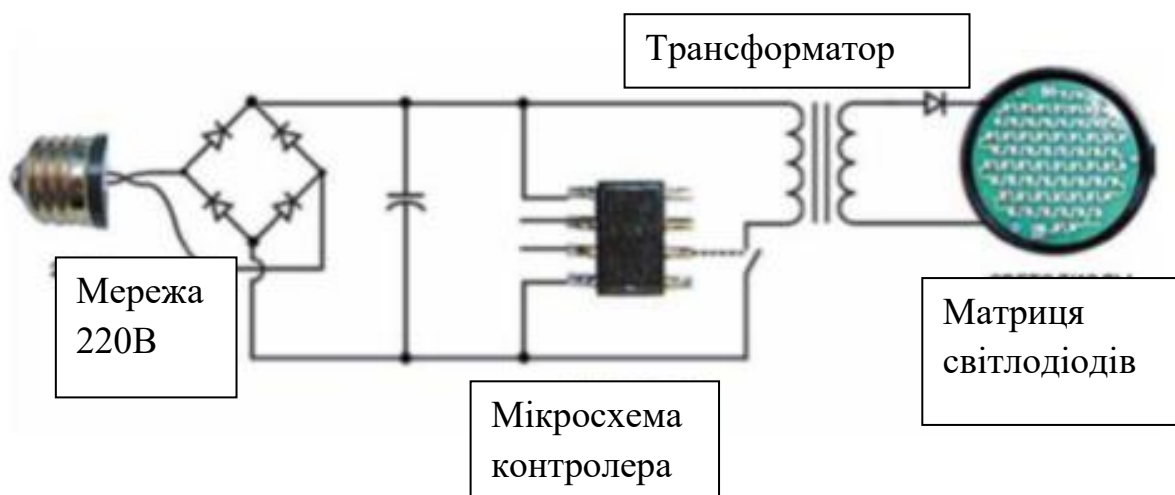 Трансформатор
Мережа
220В
Матриця
світлодіодів
Мікросхема
контролера